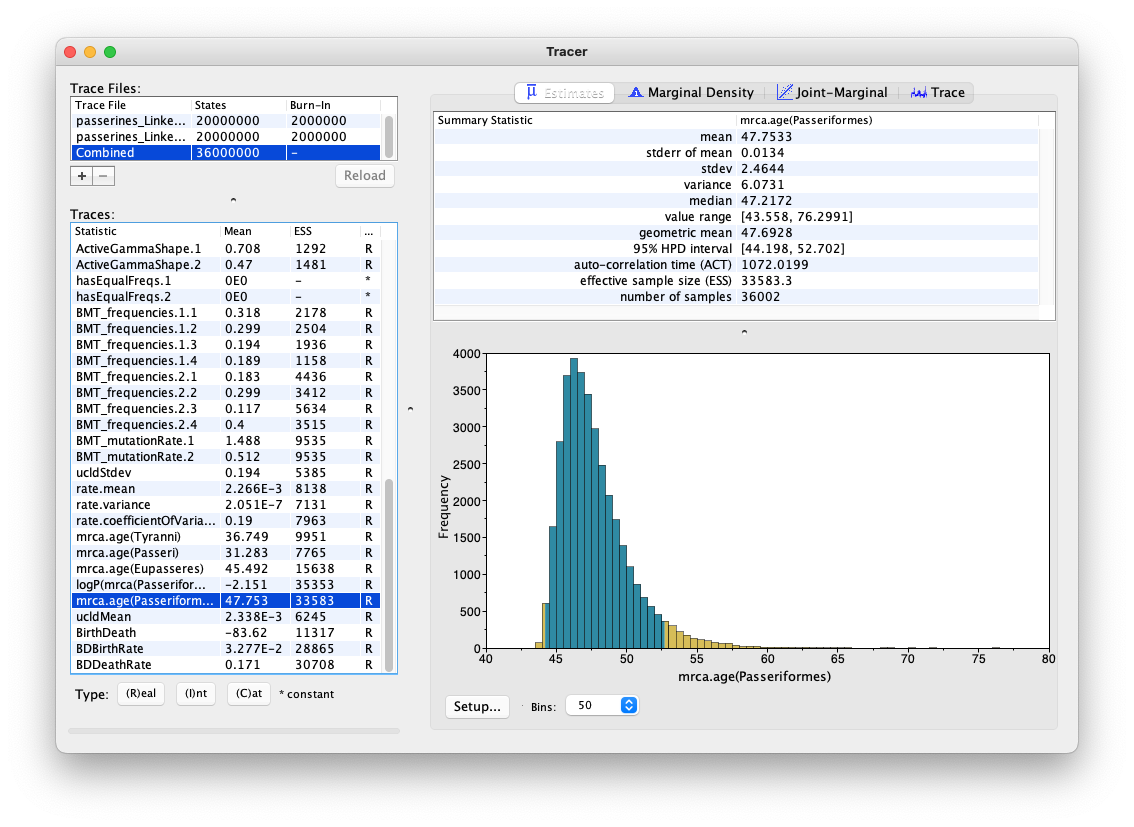 Tracer
Trace Files:
Trace File States Burn-In
passerines_Linke... 20000000 2000000
passerines_Linke... 20000000 2000000
Combined 36000000 -
+ - Reload
Traces:
Statistic Mean ESS ...
ActiveGammaShape.1 0.708 1292 R
ActiveGammaShape.2 0.47 1481 R
hasEqualFreqs.1 0E0 - *
hasEqualFreqs.2 0E0 - *
BMT_frequencies.1.1 0.318 2178 R
BMT_frequencies.1.2 0.299 2504 R
BMT_frequencies.1.3 0.194 1936 R
BMT_frequencies.1.4 0.189 1158 R
BMT_frequencies.2.1 0.183 4436 R
BMT_frequencies.2.2 0.299 3412 R
BMT_frequencies.2.3 0.117 5634 R
BMT_frequencies.2.4 0.4 3515 R
BMT_mutationRate.1 1.488 9535 R
BMT_mutationRate.2 0.512 9535 R
ucldStdev 0.194 5385 R
rate.mean 2.266E-3 8138 R
rate.variance 2.051E-7 7131 R
rate.coefficientOfVaria... 0.19 7963 R
mrca.age(Tyranni) 36.749 9951 R
mrca.age(Passeri) 31.283 7765 R
mrca.age(Eupasseres) 45.492 15638 R
logP(mrca(Passerifor... -2.151 35353 R
mrca.age(Passeriform... 47.753 33583 R
ucldMean 2.338E-3 6245 R
BirthDeath -83.62 11317 R
BDBirthRate 3.277E-2 28865 R
BDDeathRate 0.171 30708 R
Type: (R)eal (I)nt (C)at * constant
Estimates Marginal Density Joint-Marginal Trace
Summary Statistic mrca.age(Passeriformes)
mean 47.7533
stderr of mean 0.0134
stdev 2.4644
variance 6.0731
median 47.2172
value range [43.558, 76.2991]
geometric mean 47.6928
95% HPD interval [44.198, 52.702]
auto-correlation time (ACT) 1072.0199
effective sample size (ESS) 33583.3
number of samples 36002
Frequency
4000
3500
3000
2500
2000
1500
1000
500
0
40 45 50 55 60 65 70 75 80
mrca.age(Passeriformes)
Setup... Bins: 50